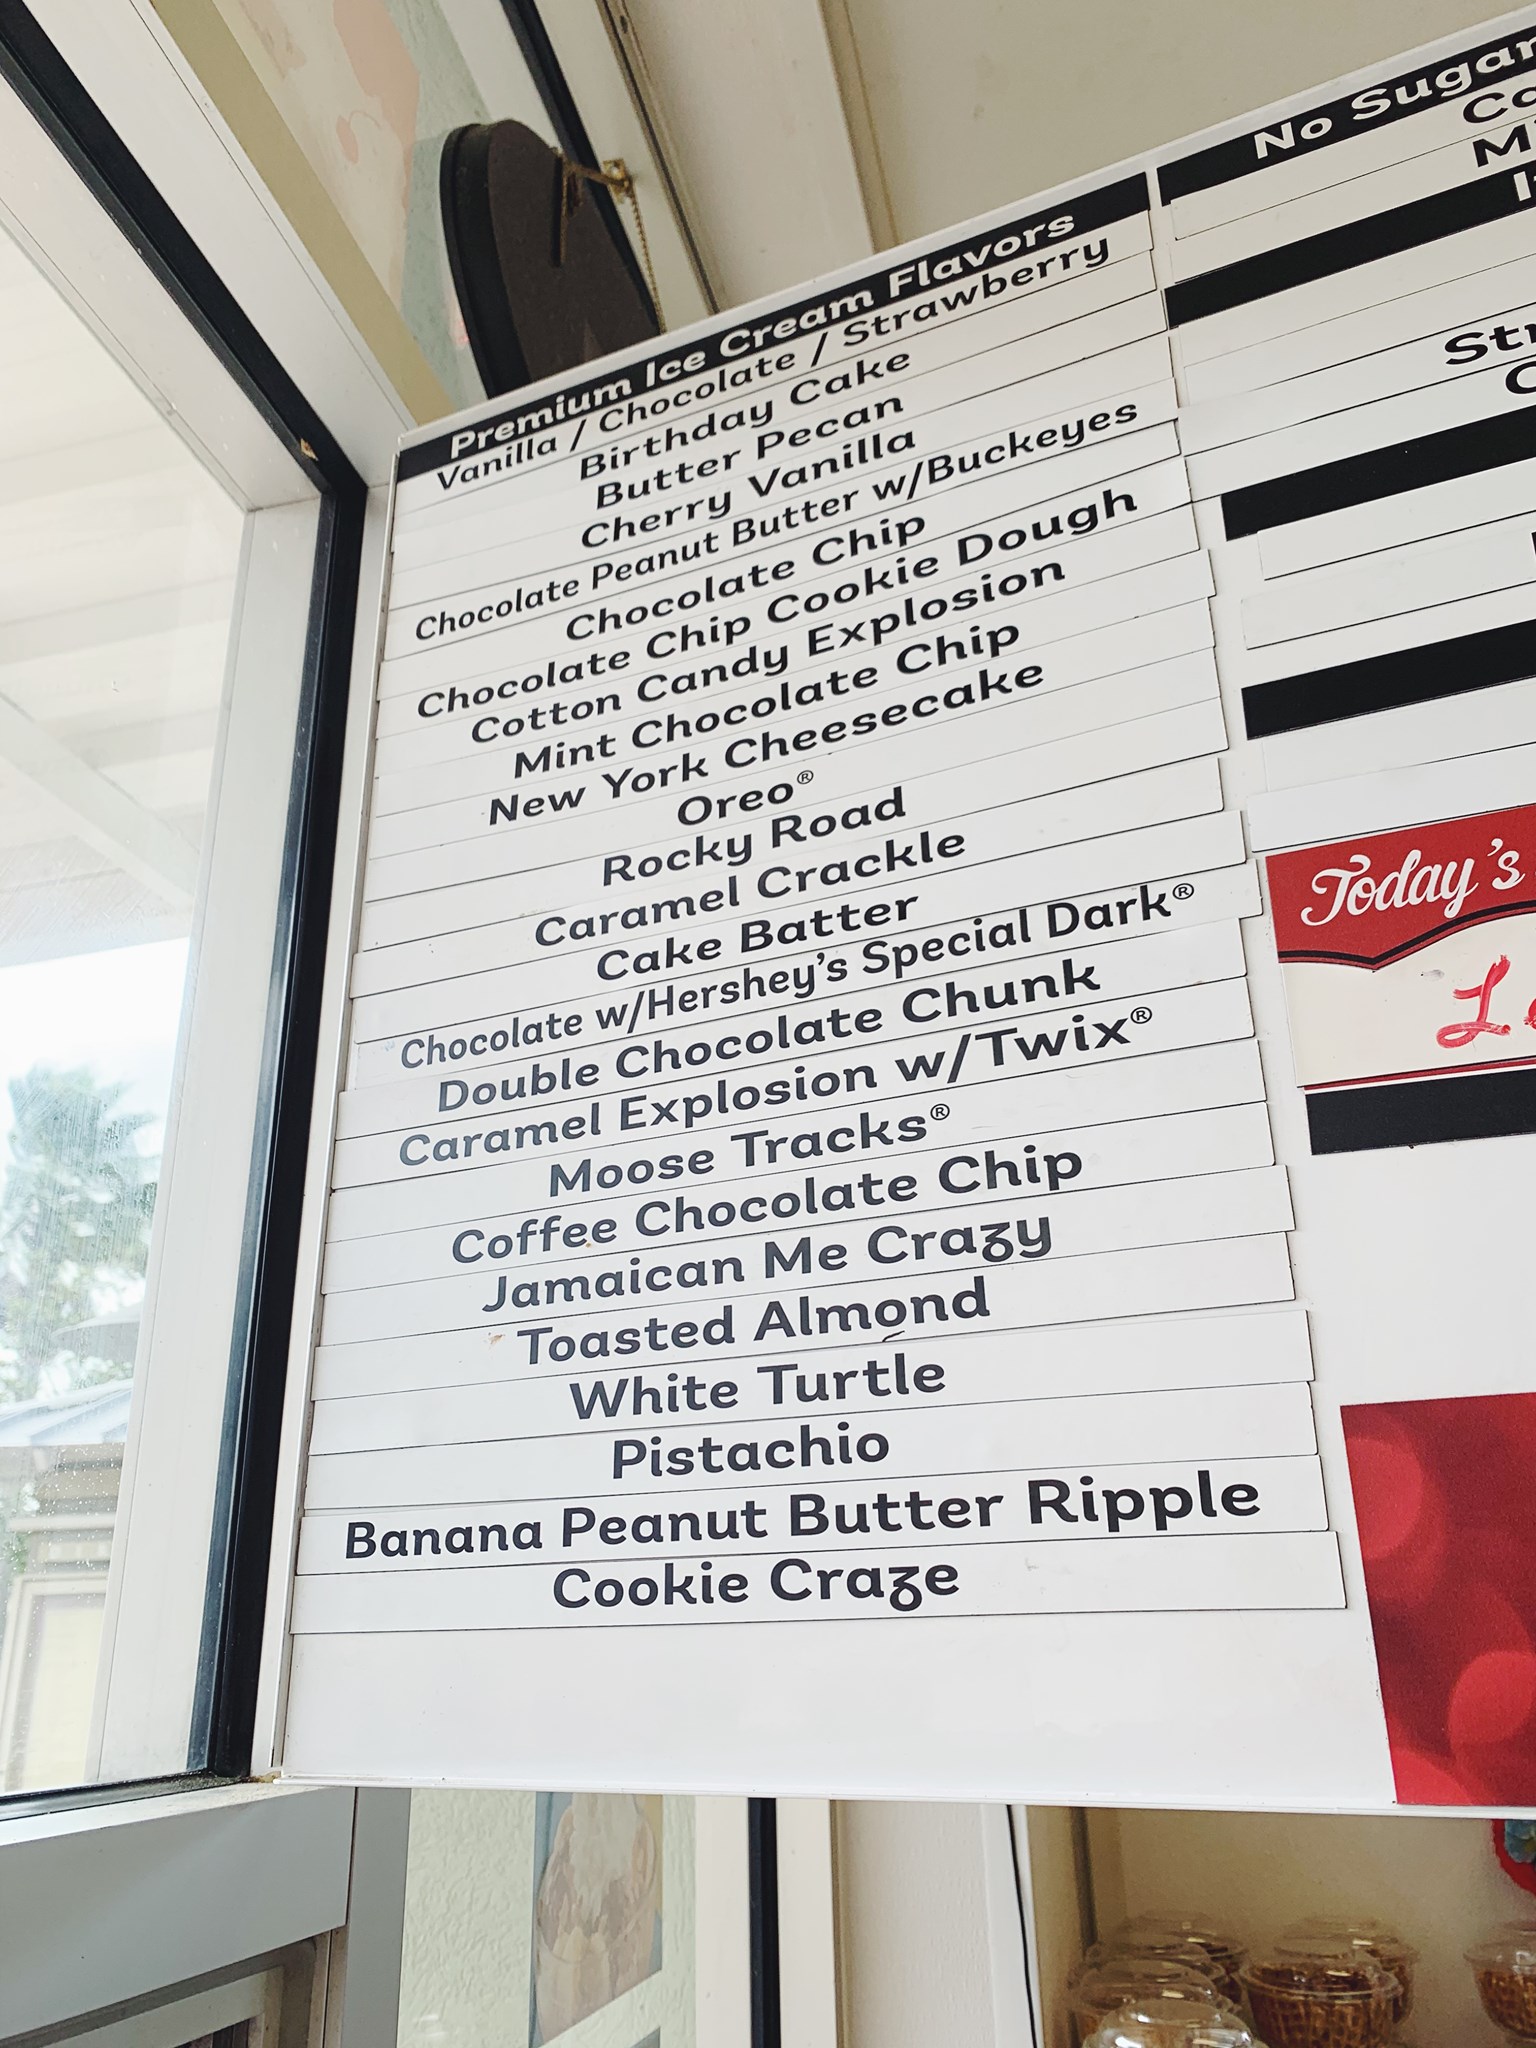 Premium Ice Cream Flavors
Vanilla / Chocolate / Strawberry
Birthday Cake
Butter Pecan
Cherry Vanilla
Chocolate Peanut Butter w/Buckeyes
Chocolate Chip
Chocolate Chip Cookie Dough
Cotton Candy Explosion
Mint Chocolate Chip
New York Cheesecake
Oreo®
Rocky Road
Caramel Crackle
Cake Batter
Chocolate w/Hershey's Special Dark®
Double Chocolate Chunk
Caramel Explosion w/Twix®
Moose Tracks®
Coffee Chocolate Chip
Jamaican Me Crazy
Toasted Almond
White Turtle
Pistachio
Banana Peanut Butter Ripple
Cookie Craze
No Sugar
Today's